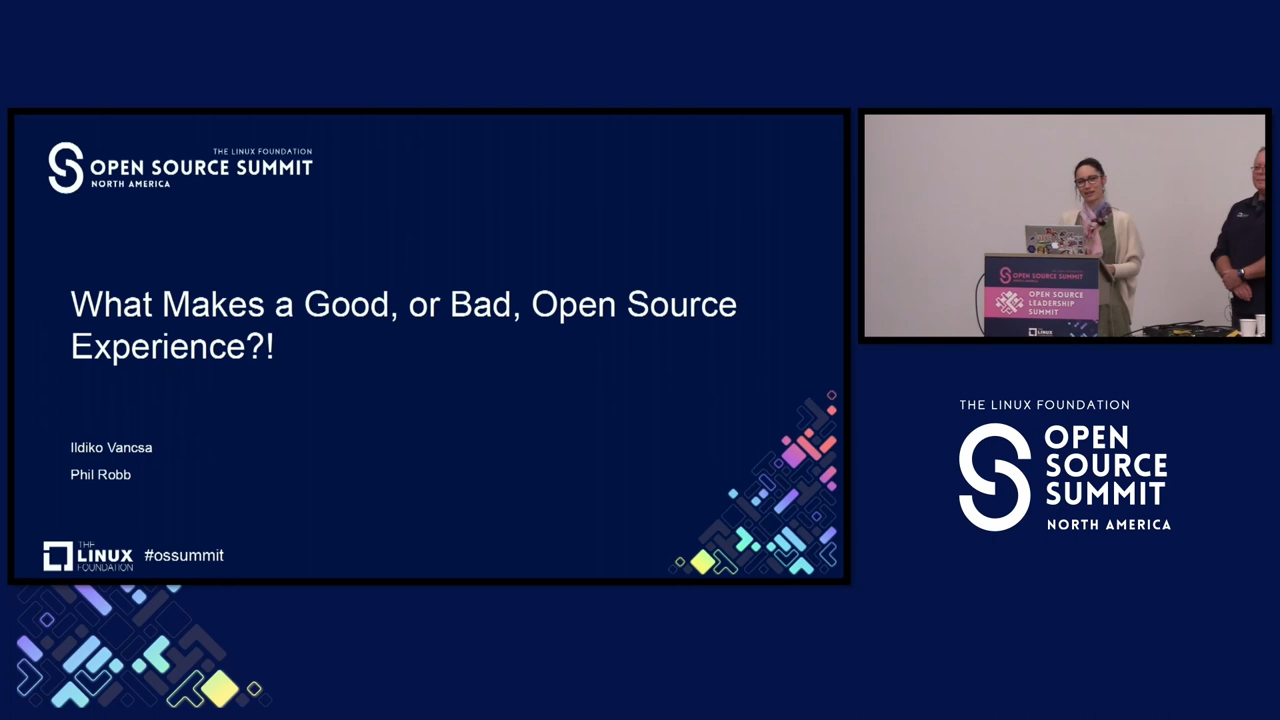 THE LINUX FOUNDATION
OPEN SOURCE SUMMIT
NORTH AMERICA
What Makes a Good, or Bad, Open Source
Experience?!
Ildiko Vancsa
Phil Robb
THE
LINUX
FOUNDATION
#ossummit
OPEN SOURCE SUMMIT
OPEN SOURCE
LEADERSHIP
SUMMIT
LINUX
THE LINUX FOUNDATION
OPEN
SOURCE
SUMMIT
NORTH AMERICA